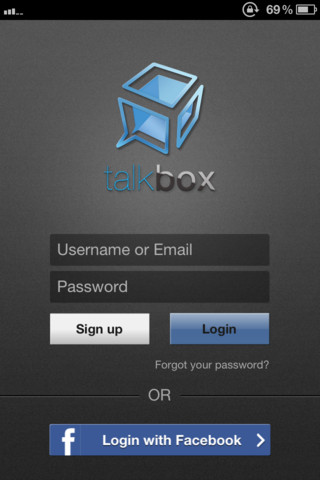 69%
talkbox
Username or Email
Password
Sign up Login
Forgot your password?
OR
f Login with Facebook